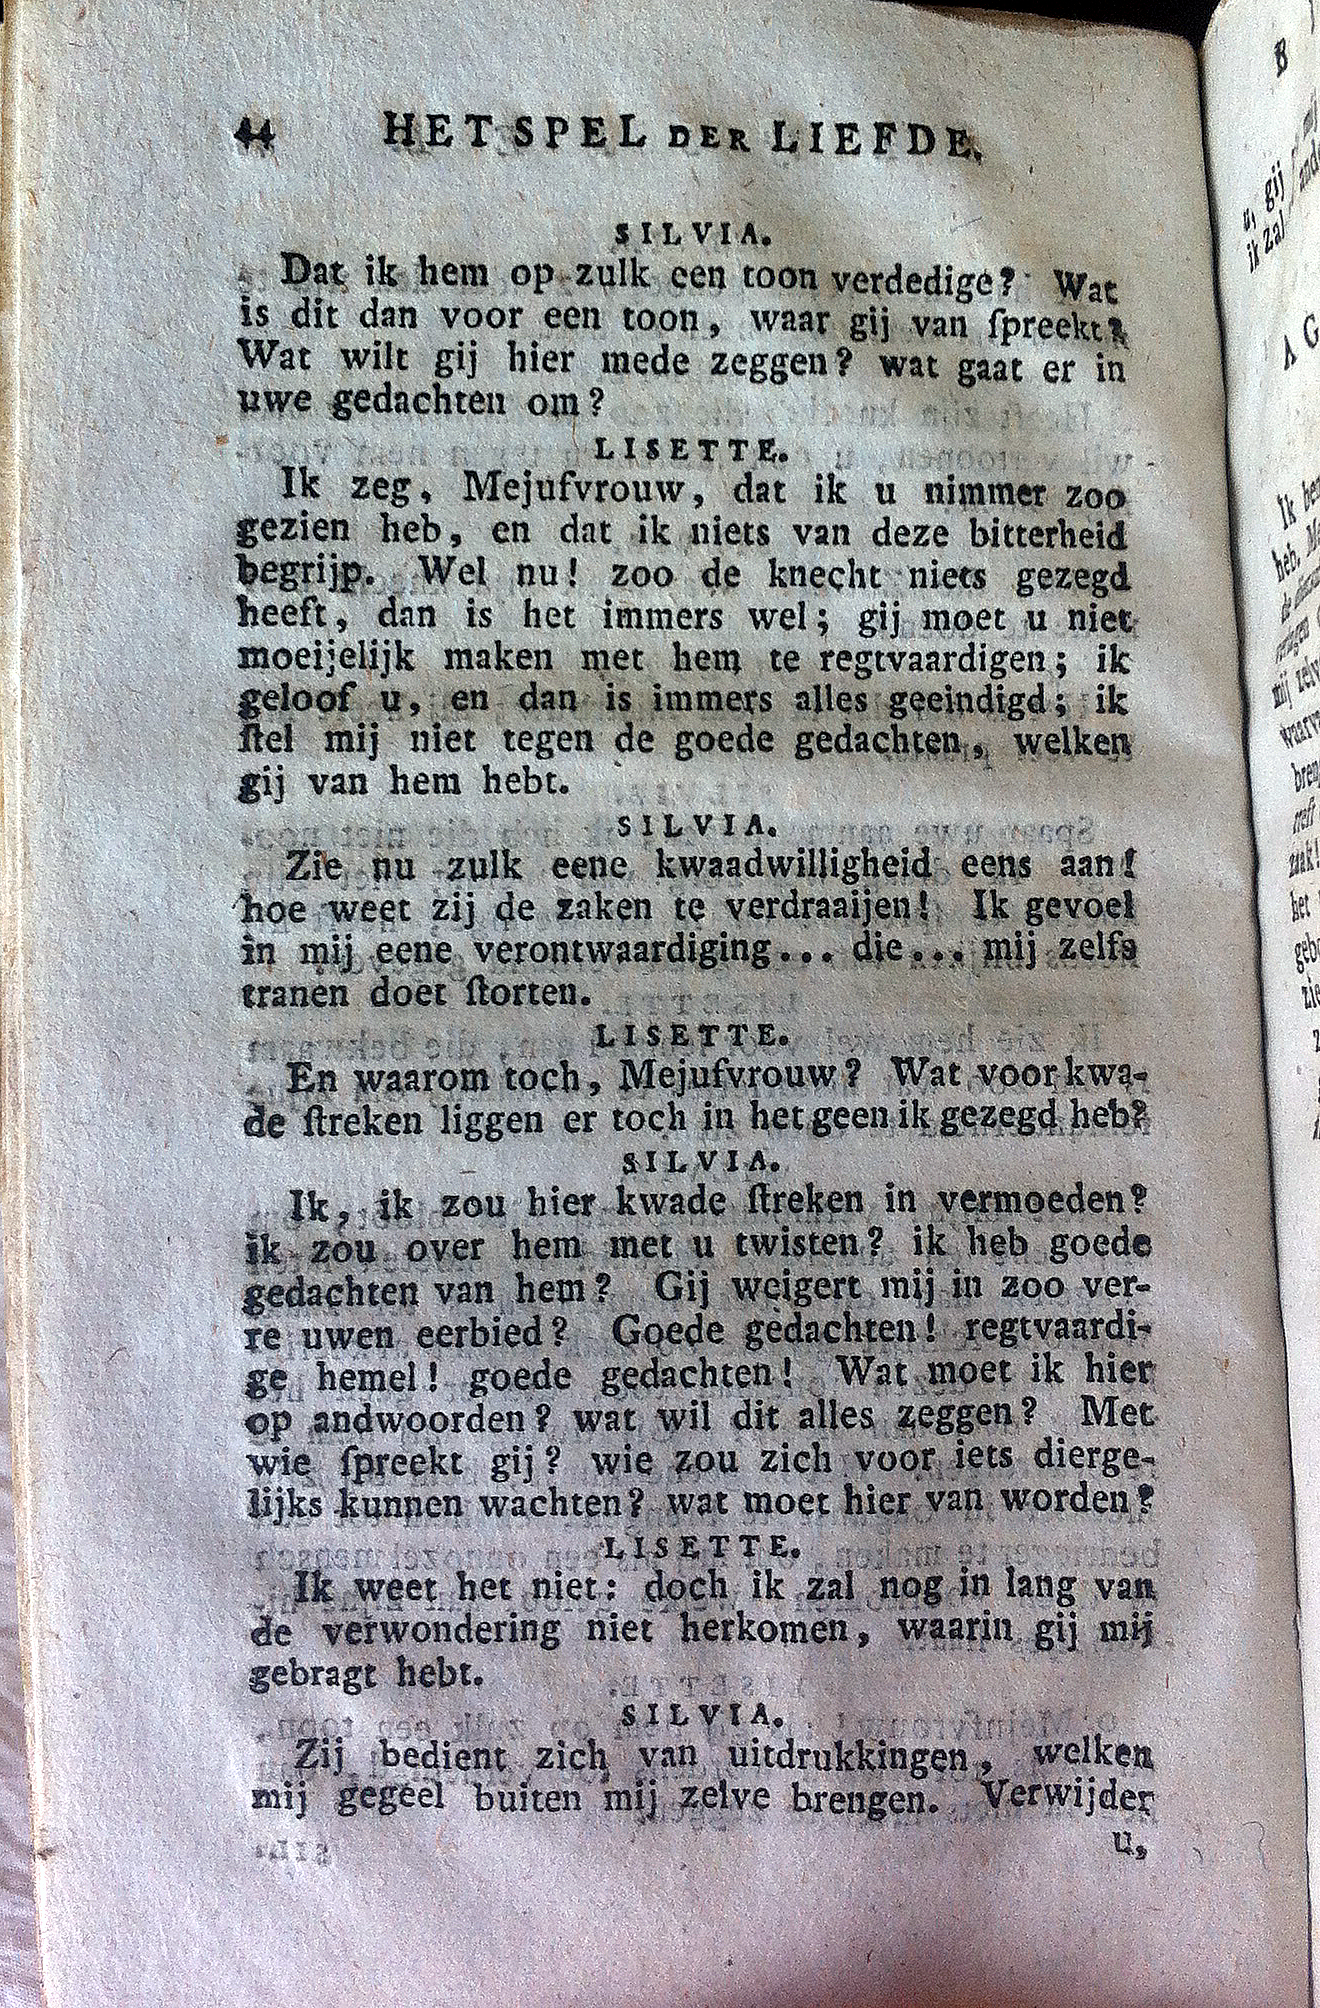 44 HET SPEL DER LIEFDE.
SILVIA.
Dat ik hem op zulk een toon verdedige? Wat
is dit dan voor een toon, waar gij van ſpreekt?
Wat wilt gij hier mede zeggen? wat gaat er in
uwe gedachten om?
LISETTE.
Ik zeg, Mejufvrouw, dat ik u nimmer zoo
gezien heb, en dat ik niets van deze bitterheid
begrijp. Wel nu! zoo de knecht niets gezegd
heeft, dan is het immers wel; gij moet u niet
moeijelijk maken met hem te regtvaardigen; ik
geloof u, en dan is immers alles geeindigd; ik
ſtel mij niet tegen de goede gedachten, welken
gij van hem hebt.
SILVIA.
Zie nu zulk eene kwaadwilligheid eens aan!
hoe weet zij de zaken te verdraaijen! Ik gevoel
in mij eene verontwaardiging... die... mij zelfs
tranen doet ſtorten.
LISETTE.
En waarom toch, Mejufvrouw? Wat voor kwa-
de ſtreken liggen er toch in het geen ik gezegd heb?
SILVIA.
Ik, ik zou hier kwade ſtreken in vermoeden?
ik zou over hem met u twisten? ik heb goede
gedachten van hem? Gij weigert mij in zoo ver-
re uwen eerbied? Goede gedachten! regtvaardi-
ge hemel! goede gedachten! Wat moet ik hier
op andwoorden? wat wil dit alles zeggen? Met
wie ſpreekt gij? wie zou zich voor iets dierge-
lijks kunnen wachten? wat moet hier van worden?
LISETTE.
Ik weet het niet: doch ik zal nog in lang van
de verwondering niet herkomen, waarin gij mij
gebragt hebt.
SILVIA.
Zij bedient zich van uitdrukkingen, welken
mij geheel buiten mij zelve brengen. Verwijder
u,
B
u, gij
ik zal
A G
Ik ben
heb. Me
mij zelv
het